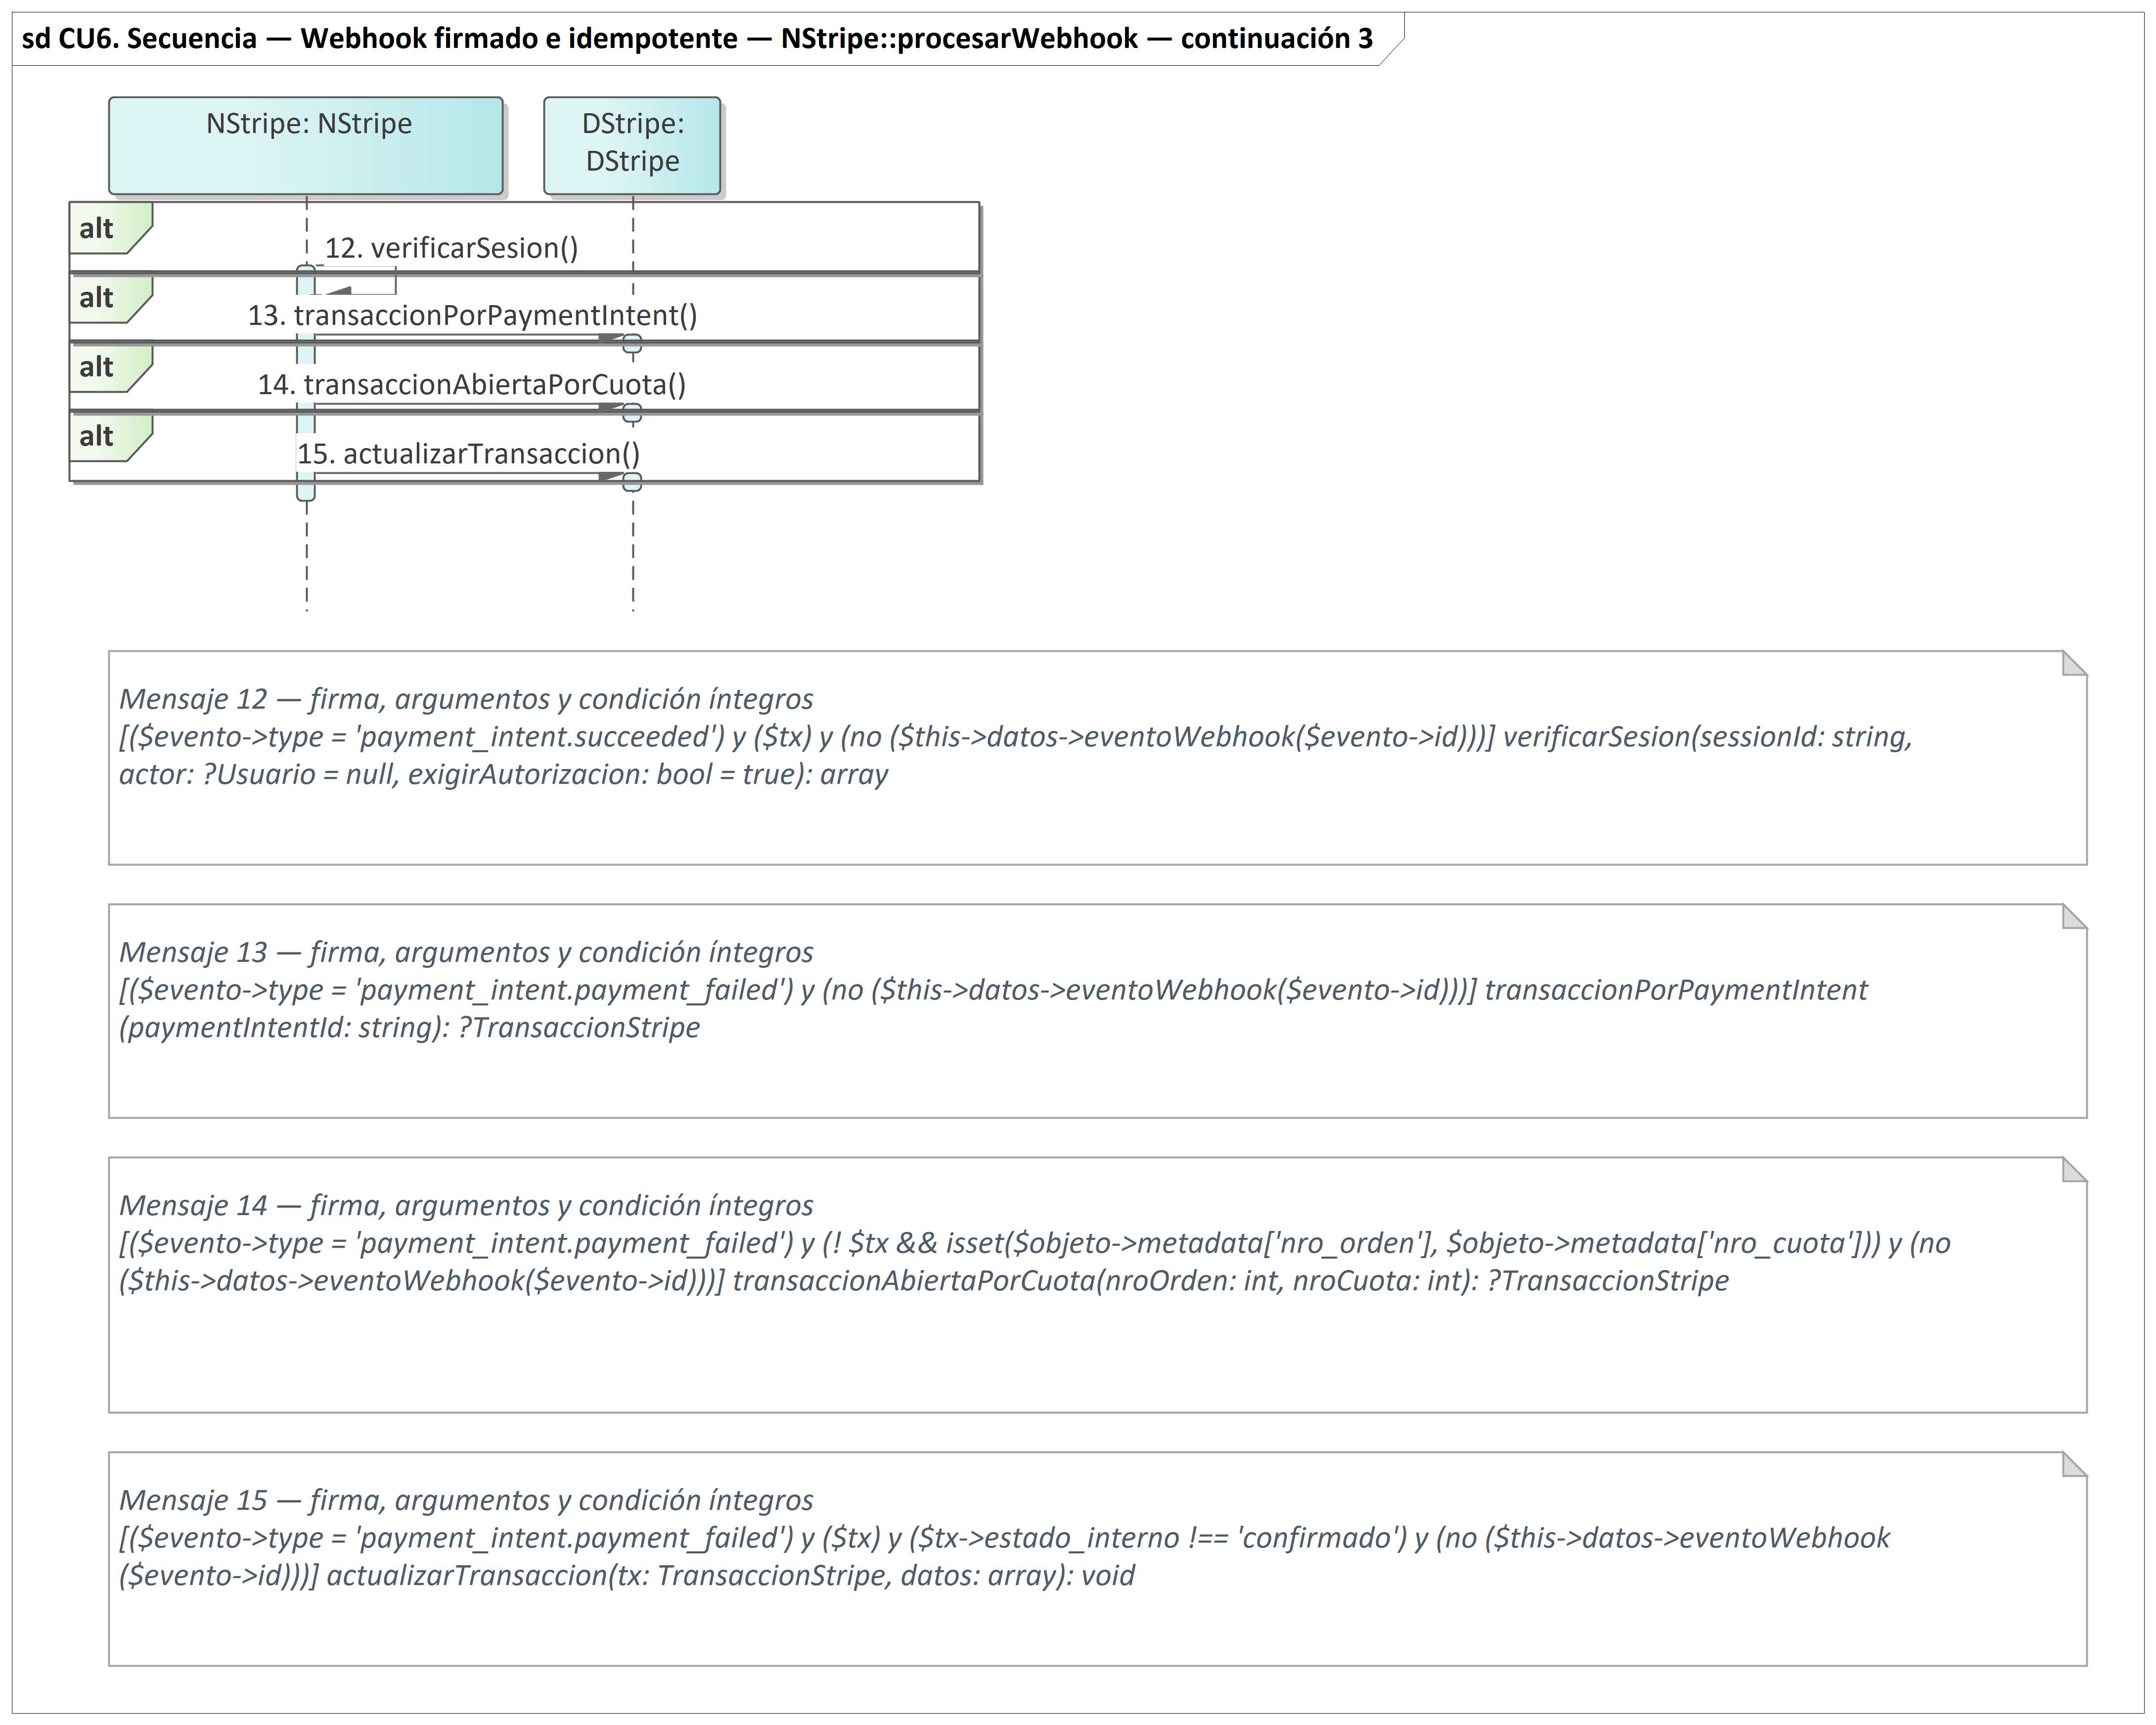 sd CU6. Secuencia — Webhook firmado e idempotente — NStripe::procesarWebhook — continuación 3
NStripe: NStripe
DStripe:
DStripe
alt
12. verificarSesion()
alt
13. transaccionPorPaymentIntent()
alt
14. transaccionAbiertaPorCuota()
alt
15. actualizarTransaccion()
Mensaje 12 — firma, argumentos y condición íntegros
[($evento->type = 'payment_intent.succeeded') y ($tx) y (no ($this->datos->eventoWebhook($evento->id)))] verificarSesion(sessionId: string,
actor: ?Usuario = null, exigirAutorizacion: bool = true): array
Mensaje 13 — firma, argumentos y condición íntegros
[($evento->type = 'payment_intent.payment_failed') y (no ($this->datos->eventoWebhook($evento->id)))] transaccionPorPaymentIntent
(paymentIntentId: string): ?TransaccionStripe
Mensaje 14 — firma, argumentos y condición íntegros
[($evento->type = 'payment_intent.payment_failed') y (! $tx && isset($objeto->metadata['nro_orden'], $objeto->metadata['nro_cuota'])) y (no
($this->datos->eventoWebhook($evento->id)))] transaccionAbiertaPorCuota(nroOrden: int, nroCuota: int): ?TransaccionStripe
Mensaje 15 — firma, argumentos y condición íntegros
[($evento->type = 'payment_intent.payment_failed') y ($tx) y ($tx->estado_interno !== 'confirmado') y (no ($this->datos->eventoWebhook
($evento->id)))] actualizarTransaccion(tx: TransaccionStripe, datos: array): void